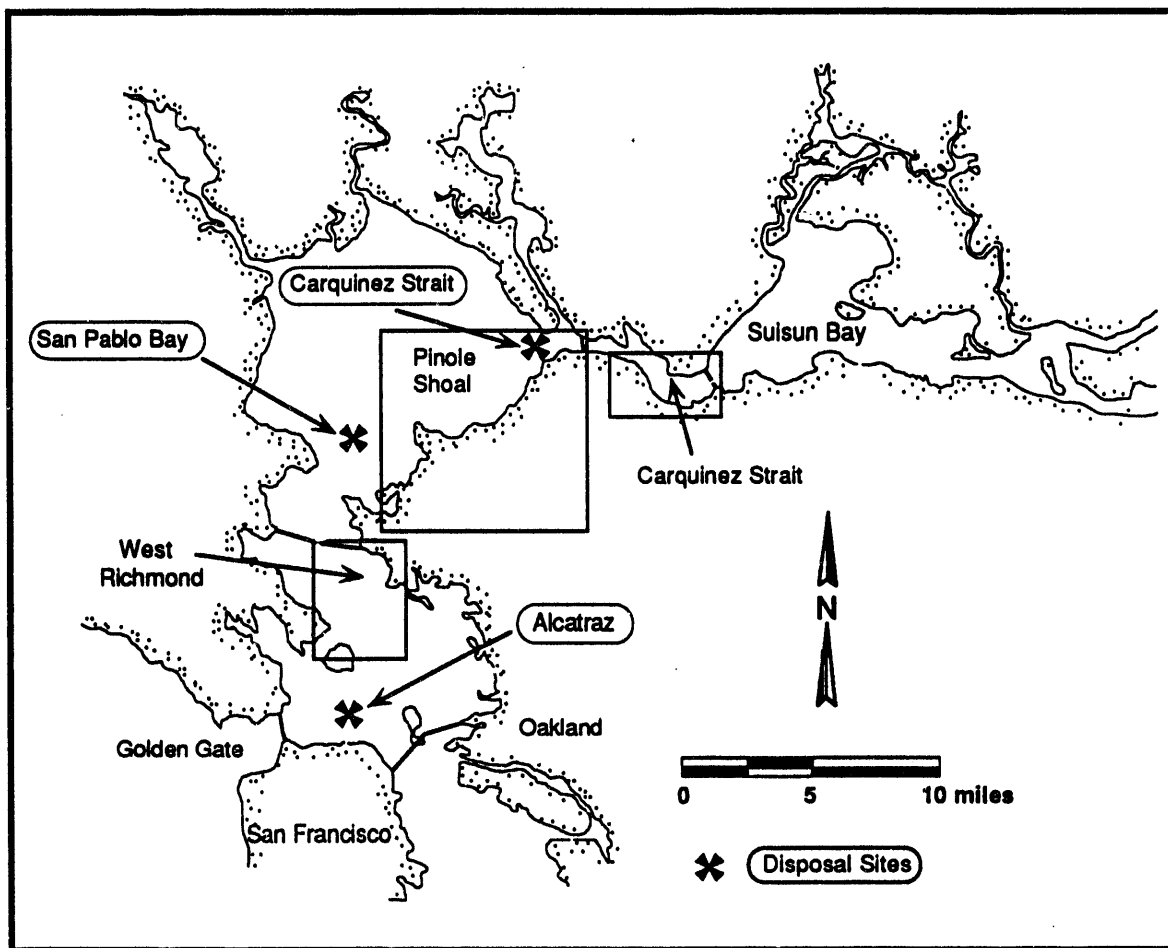 Carquinez Strait
San Pablo Bay
Pinole
Shoal
Suisun Bay
Carquinez Strait
West
Richmond
Alcatraz
N
Golden Gate
Oakland
San Francisco
0 5 10 miles
Disposal Sites